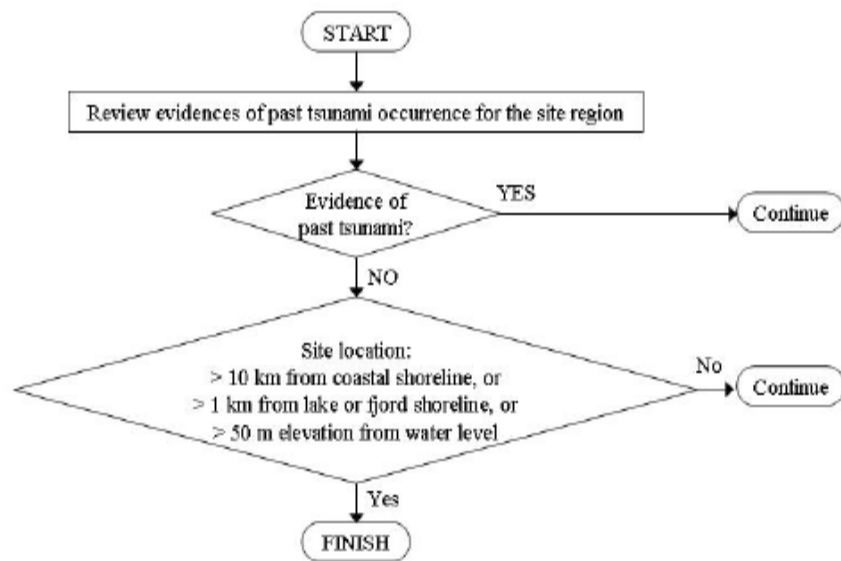 START
Review evidences of past tsunami occurrence for the site region
Evidence of
past tsunami?
YES
Continue
NO
Site location:
> 10 km from coastal shoreline, or
> 1 km from lake or fjord shoreline, or
> 50 m elevation from water level
No
Continue
Yes
FINISH